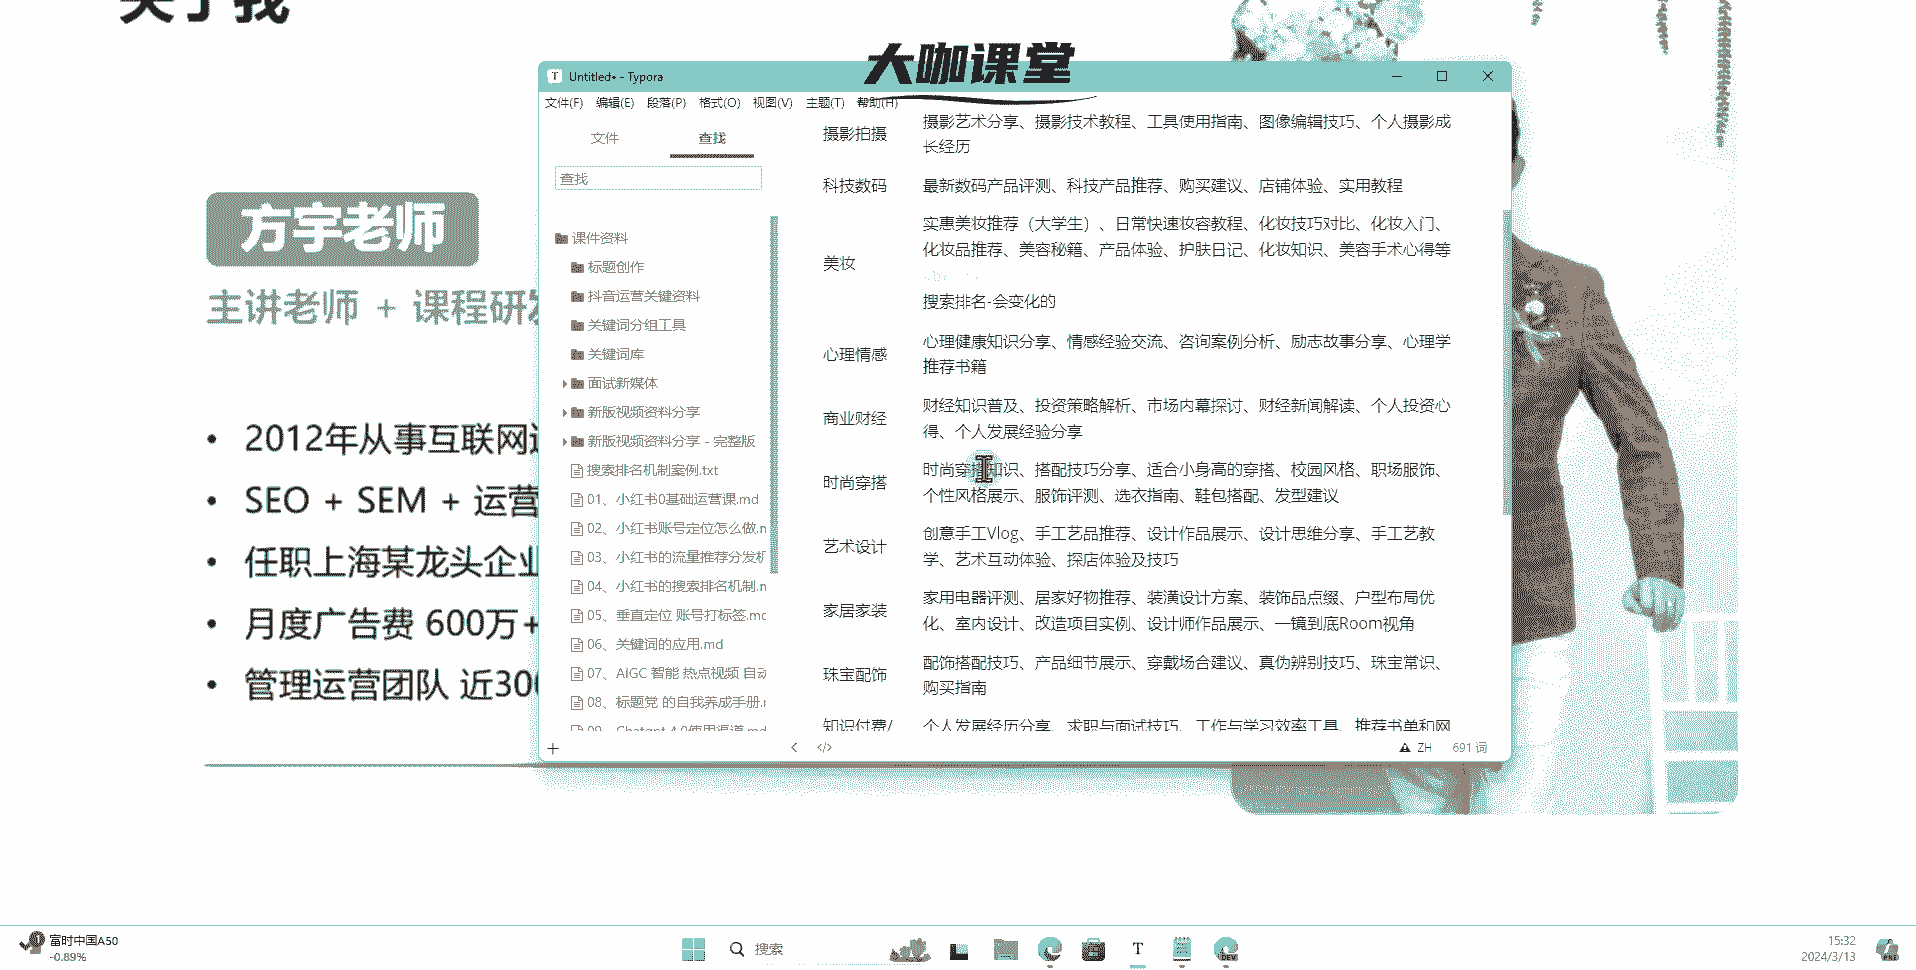 关于我
大咖课堂
Untitled• - Typora
文件(F) 编辑(E) 段落(P) 格式(O) 视图(V) 主题(T) 帮助(H)
文件 查找
查找
课件资料
标题创作
抖音运营关键资料
关键词分组工具
关键词库
面试新媒体
新版视频资料分享
新版视频资料分享 - 完整版
搜索排名机制案例.txt
01、小红书0基础运营课.md
02、小红书账号定位怎么做.n
03、小红书的流量推荐分发机
04、小红书的搜索排名机制.n
05、垂直定位 账号打标签.mc
06、关键词的应用.md
07、AiGC 智能 热点视频 自动
08、标题党 的自我养成手册.r
09、Chatgpt 4.0使用渠道.md
摄影拍摄
摄影艺术分享、摄影技术教程、工具使用指南、图像编辑技巧、个人摄影成
长经历
科技数码
最新数码产品评测、科技产品推荐、购买建议、店铺体验、实用教程
美妆
实惠美妆推荐（大学生）、日常快速妆容教程、化妆技巧对比、化妆入门、
化妆品推荐、美容秘籍、产品体验、护肤日记、化妆知识、美容手术心得等
搜索排名-会变化的
心理情感
心理健康知识分享、情感经验交流、咨询案例分析、励志故事分享、心理学
推荐书籍
商业财经
财经知识普及、投资策略解析、市场内幕探讨、财经新闻解读、个人投资心
得、个人发展经验分享
时尚穿搭
时尚穿搭知识、搭配技巧分享、适合小身高的穿搭、校园风格、职场服饰、
个性风格展示、服饰评测、选衣指南、鞋包搭配、发型建议
艺术设计
创意手工Vlog、手工艺品推荐、设计作品展示、设计思维分享、手工艺教
学、艺术互动体验、探店体验及技巧
家居家装
家用电器评测、居家好物推荐、装潢设计方案、装饰品点缀、户型布局优
化、室内设计、改造项目实例、设计师作品展示、一镜到底Room视角
珠宝配饰
配饰搭配技巧、产品细节展示、穿戴场合建议、真伪辨别技巧、珠宝常识、
购买指南
知识付费/
个人发展经历分享、求职与面试技巧、工作与学习效率工具、推荐书单和网
ZH 691 词
方宇老师
主讲老师 + 课程研发
2012年从事互联网运
SEO + SEM + 运营
任职上海某龙头企业
月度广告费 600万+
管理运营团队 近300
富时中国A50
-0.89%
搜索
T
DEV
15:32
2024/3/13
PRE